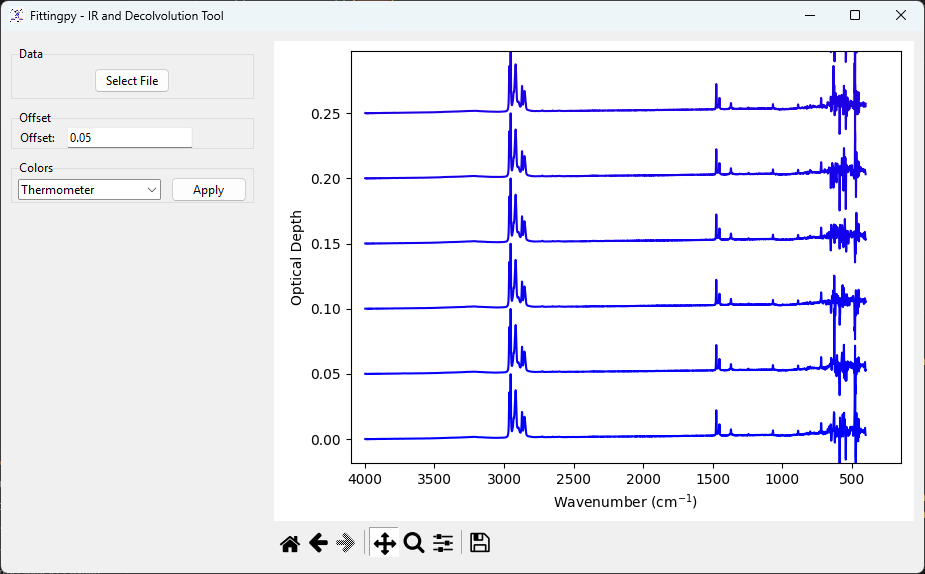 Fittingpy - IR and Decolvolution Tool
Data
Select File
Offset
Offset: 0.05
Colors
Thermometer Apply
Optical Depth
0.25
0.20
0.15
0.10
0.05
0.00
4000 3500 3000 2500 2000 1500 1000 500
Wavenumber (cm⁻¹)